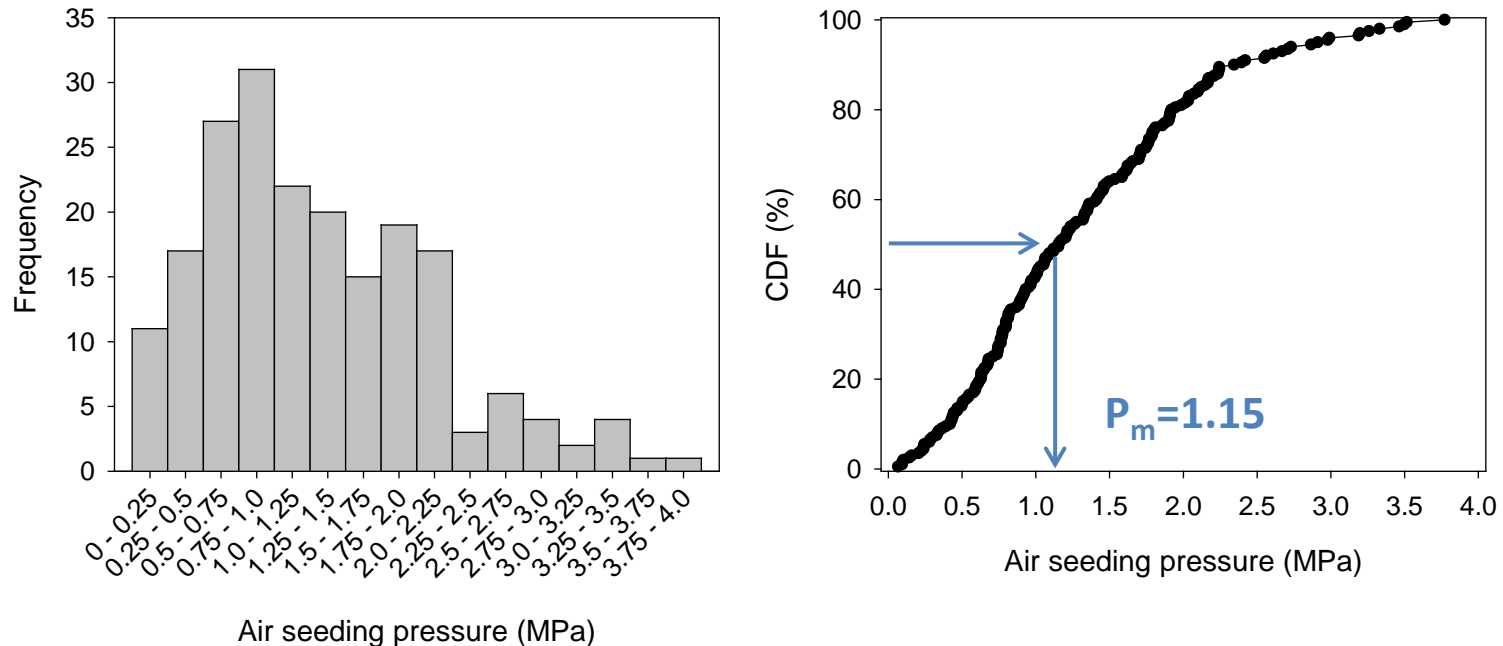 35
30
25
20
15
10
5
0
Frequency
0 - 0.25
0.25 - 0.5
0.5 - 0.75
0.75 - 1.0
1.0 - 1.25
1.25 - 1.5
1.5 - 1.75
1.75 - 2.0
2.0 - 2.25
2.25 - 2.5
2.5 - 2.75
2.75 - 3.0
3.0 - 3.25
3.25 - 3.5
3.5 - 3.75
3.75 - 4.0
Air seeding pressure (MPa)
100
80
60
40
20
0
CDF (%)
Pm=1.15
0.0 0.5 1.0 1.5 2.0 2.5 3.0 3.5 4.0
Air seeding pressure (MPa)